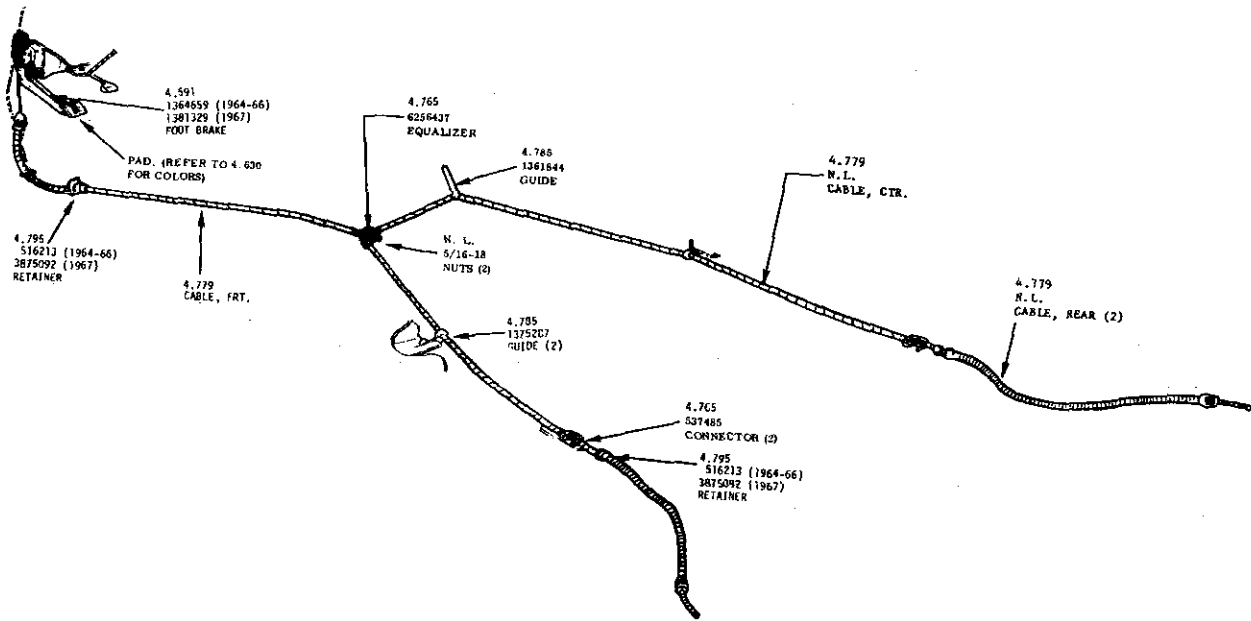 4.591
1364659 (1964-66)
1381329 (1967)
FOOT BRAKE
PAD. (REFER TO 4.630
FOR COLORS)
4.795
516213 (1964-66)
3875092 (1967)
RETAINER
4.779
CABLE, FRT.
4.765
6256437
EQUALIZER
N. L.
5/16-18
NUTS (2)
4.785
1361844
GUIDE
4.785
1375207
GUIDE (2)
4.779
N.L.
CABLE, CTR.
4.779
N.L.
CABLE, REAR (2)
4.765
537485
CONNECTOR (2)
4.795
516213 (1964-66)
3875092 (1967)
RETAINER